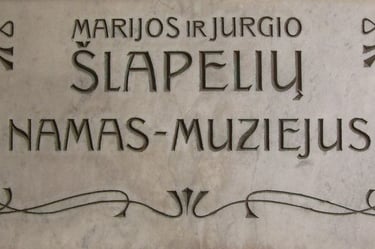 MARIJOS IR JURGIO
ŠLAPELIŲ
NAMAS-MUZIEJUS